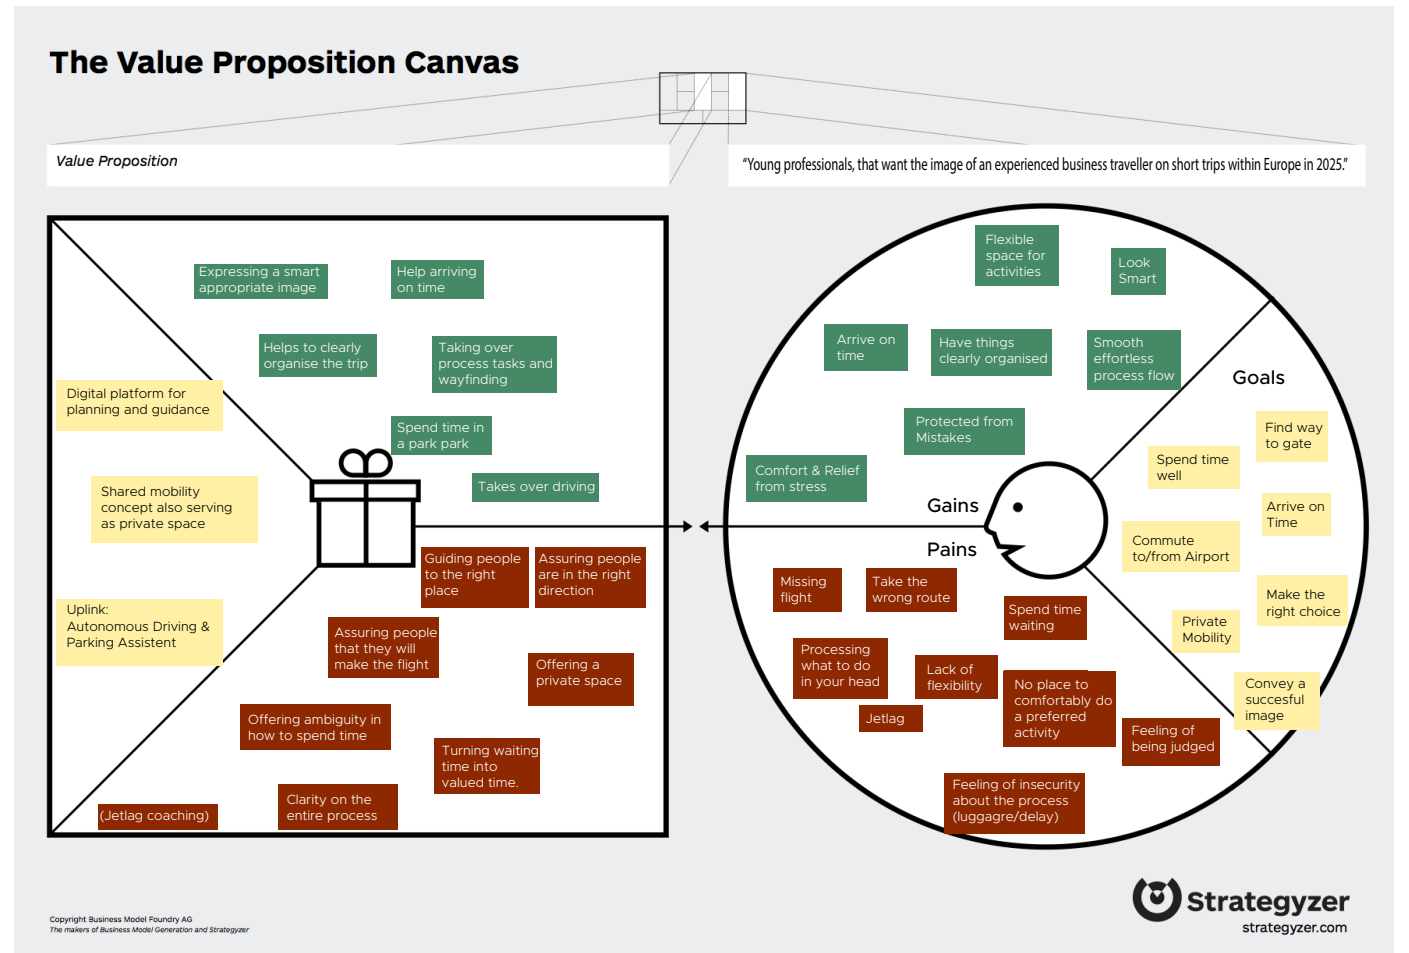 The Value Proposition Canvas
Value Proposition
“Young professionals, that want the image of an experienced business traveller on short trips within Europe in 2025.”
Expressing a smart
appropriate image
Help arriving
on time
Helps to clearly
organise the trip
Taking over
process tasks and
wayfinding
Digital platform for
planning and guidance
Spend time in
a park park
Takes over driving
Shared mobility
concept also serving
as private space
Uplink:
Autonomous Driving &
Parking Assistent
Guiding people
to the right
place
Assuring people
are in the right
direction
Assuring people
that they will
make the flight
Offering a
private space
Offering ambiguity in
how to spend time
Turning waiting
time into
valued time.
Clarity on the
entire process
(Jetlag coaching)
Flexible
space for
activities
Look
Smart
Arrive on
time
Have things
clearly organised
Smooth
effortless
process flow
Protected from
Mistakes
Comfort & Relief
from stress
Gains
Pains
Goals
Find way
to gate
Spend time
well
Arrive on
Time
Commute
to/from Airport
Make the
right choice
Private
Mobility
Convey a
succesful
image
Missing
flight
Take the
wrong route
Spend time
waiting
Processing
what to do
in your head
Lack of
flexibility
No place to
comfortably do
a preferred
activity
Jetlag
Feeling of
being judged
Feeling of insecurity
about the process
(luggagre/delay)
Copyright Business Model Foundry AG
The makers of Business Model Generation and Strategyzer
Strategyzer
strategyzer.com